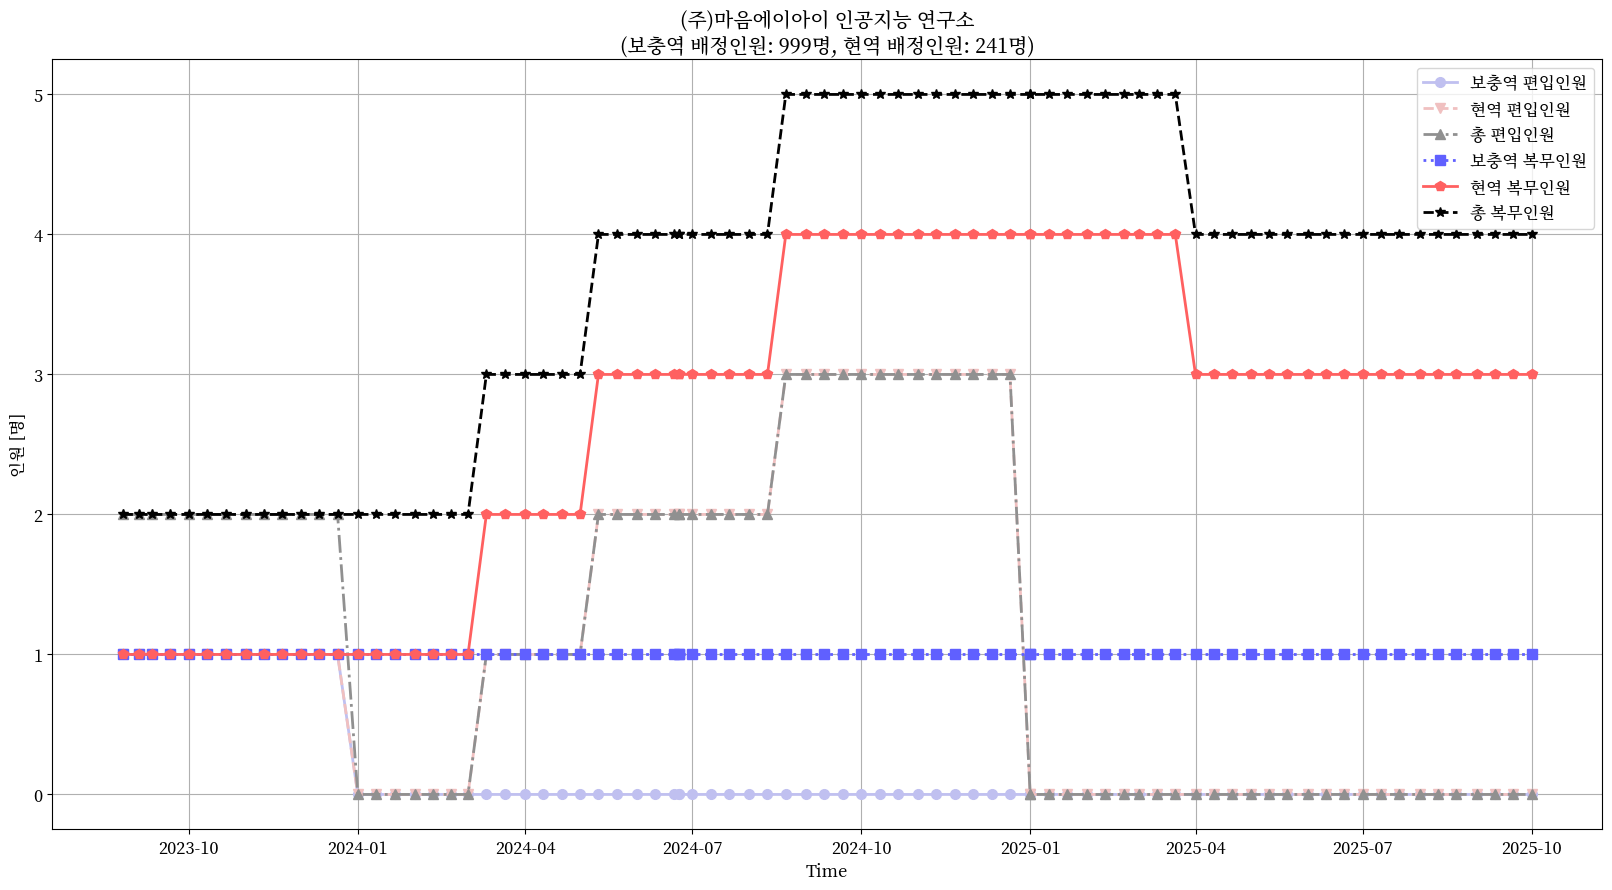 (주)마음에이아이 인공지능 연구소
(보충역 배정인원: 999명, 현역 배정인원: 241명)
보충역 편입인원
현역 편입인원
총 편입인원
보충역 복무인원
현역 복무인원
총 복무인원
인원 [명]
5
4
3
2
1
0
2023-10 2024-01 2024-04 2024-07 2024-10 2025-01 2025-04 2025-07 2025-10
Time